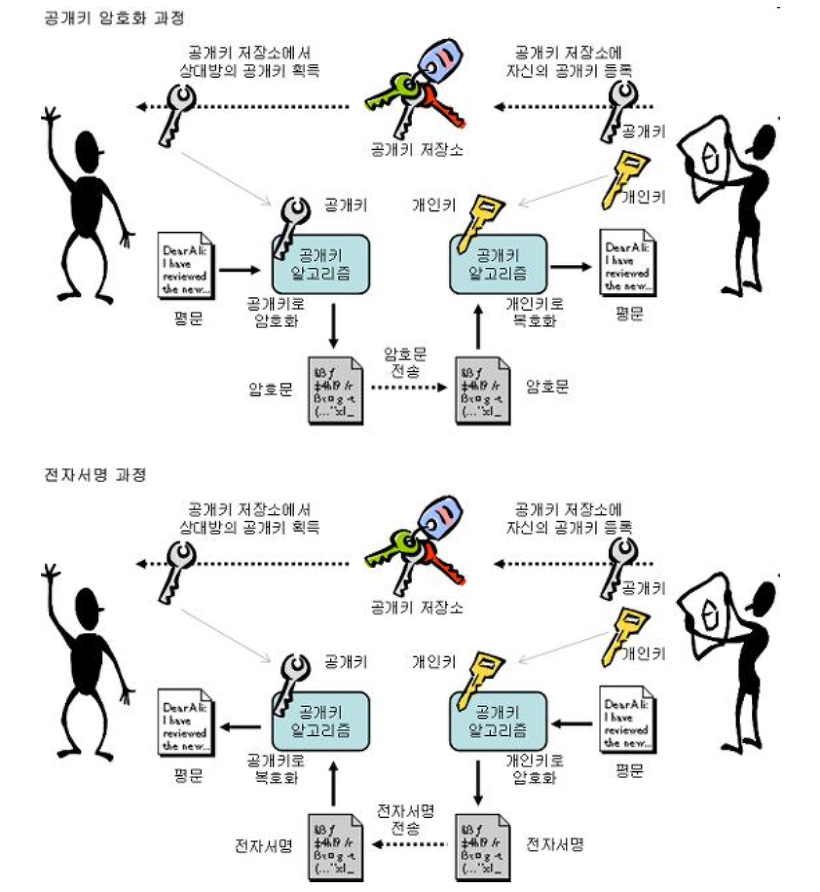 공개키 암호화 과정
공개키 저장소에서
상대방의 공개키 획득
공개키 저장소에
자신의 공개키 등록
공개키 저장소
공개키
개인키
공개키
개인키
공개키
알고리즘
공개키
알고리즘
DearAli:
I have
reviewed
the new...
평문
공개키로
암호화
개인키로
복호화
DearAli:
I have
reviewed
the new...
평문
암호문
암호문
전송
암호문
전자서명 과정
공개키 저장소에서
상대방의 공개키 획득
공개키 저장소에
자신의 공개키 등록
공개키 저장소
공개키
개인키
공개키
개인키
공개키
알고리즘
공개키
알고리즘
DearAli:
I have
reviewed
the new...
평문
공개키로
복호화
개인키로
암호화
DearAli:
I have
reviewed
the new...
평문
전자서명
전자서명
전송
전자서명